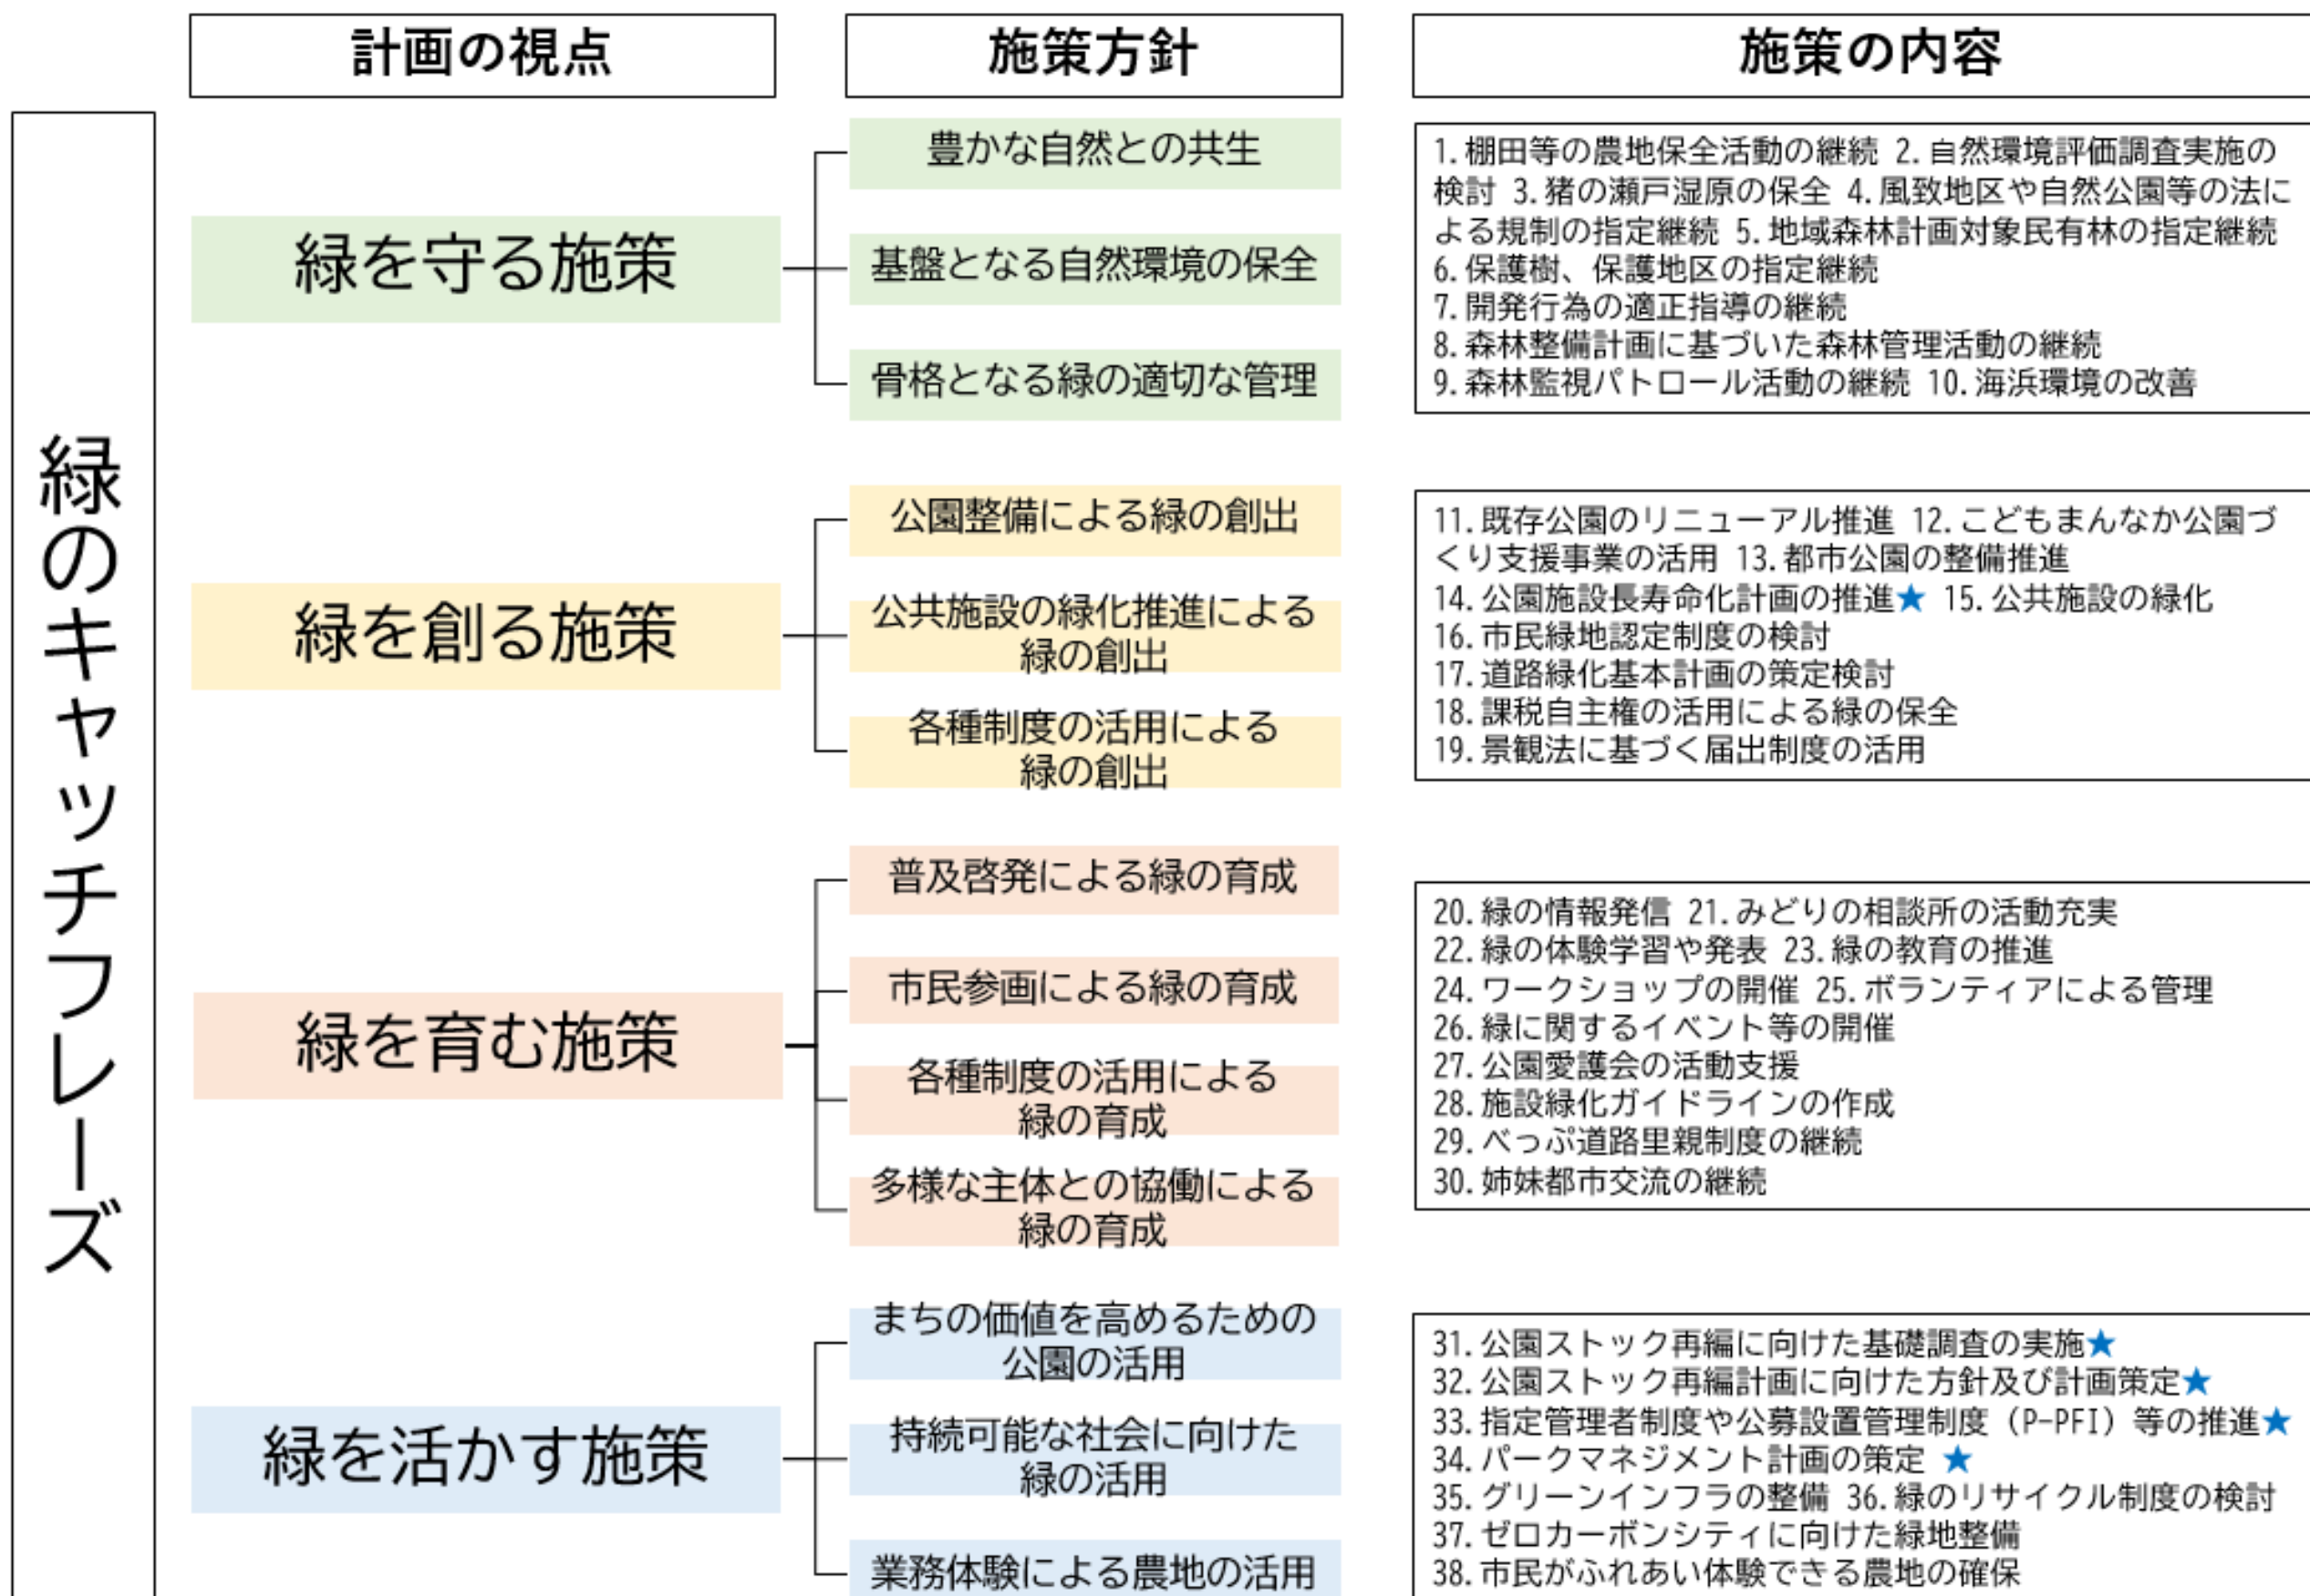 計画の視点
施策方針
施策の内容
緑のキャッチフレーズ
緑を守る施策
豊かな自然との共生
基盤となる自然環境の保全
骨格となる緑の適切な管理
1.棚田等の農地保全活動の継続 2.自然環境評価調査実施の
検討 3.猪の瀬戸湿原の保全 4.風致地区や自然公園等の法に
よる規制の指定継続 5.地域森林計画対象民有林の指定継続
6.保護樹、保護地区の指定継続
7.開発行為の適正指導の継続
8.森林整備計画に基づいた森林管理活動の継続
9.森林監視パトロール活動の継続 10.海浜環境の改善
緑を創る施策
公園整備による緑の創出
公共施設の緑化推進による
緑の創出
各種制度の活用による
緑の創出
11.既存公園のリニューアル推進 12.こどもまんなか公園づ
くり支援事業の活用 13.都市公園の整備推進
14.公園施設長寿命化計画の推進★ 15.公共施設の緑化
16.市民緑地認定制度の検討
17.道路緑化基本計画の策定検討
18.課税自主権の活用による緑の保全
19.景観法に基づく届出制度の活用
緑を育む施策
普及啓発による緑の育成
市民参画による緑の育成
各種制度の活用による
緑の育成
多様な主体との協働による
緑の育成
20.緑の情報発信 21.みどりの相談所の活動充実
22.緑の体験学習や発表 23.緑の教育の推進
24.ワークショップの開催 25.ボランティアによる管理
26.緑に関するイベント等の開催
27.公園愛護会の活動支援
28.施設緑化ガイドラインの作成
29.べっぷ道路里親制度の継続
30.姉妹都市交流の継続
緑を活かす施策
まちの価値を高めるための
公園の活用
持続可能な社会に向けた
緑の活用
業務体験による農地の活用
31.公園ストック再編に向けた基礎調査の実施★
32.公園ストック再編計画に向けた方針及び計画策定★
33.指定管理者制度や公募設置管理制度（P-PFI）等の推進★
34.パークマネジメント計画の策定 ★
35.グリーンインフラの整備 36.緑のリサイクル制度の検討
37.ゼロカーボンシティに向けた緑地整備
38.市民がふれあい体験できる農地の確保